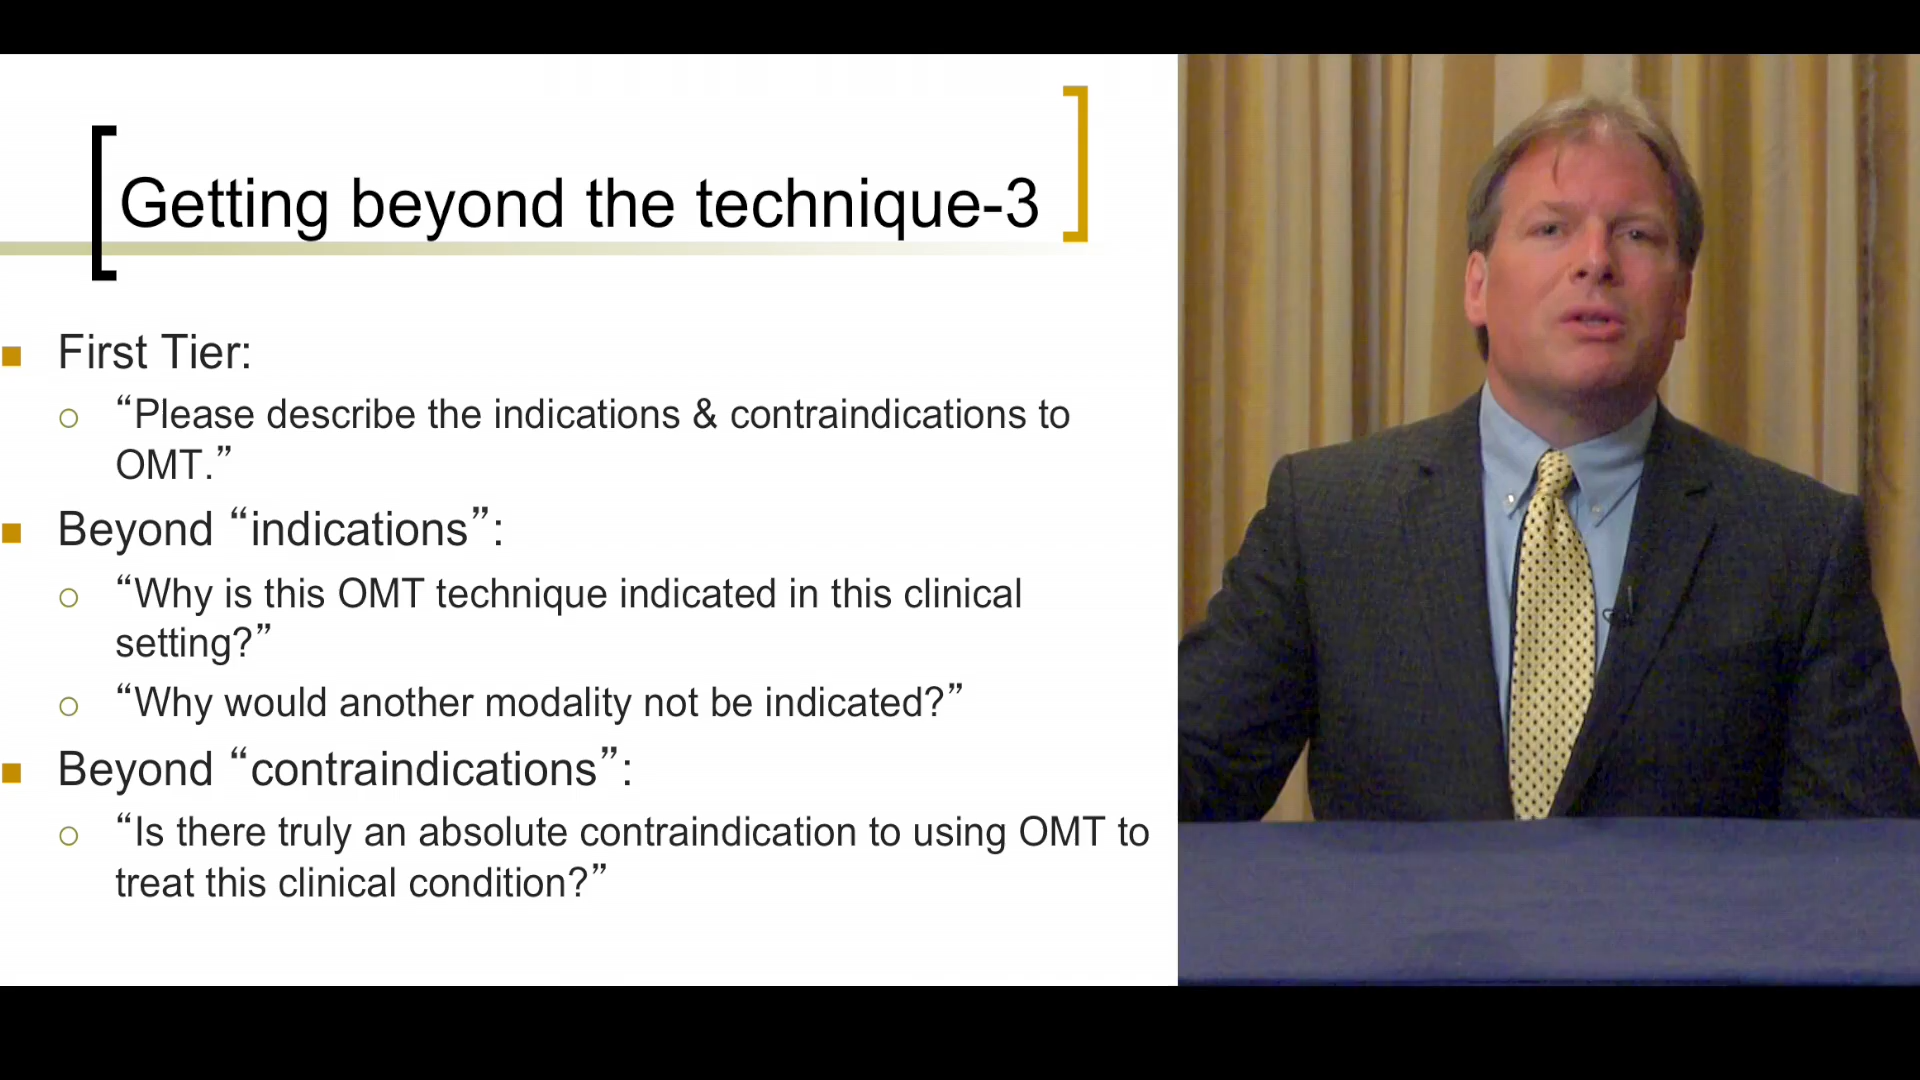 Getting beyond the technique-3
First Tier:
“Please describe the indications & contraindications to
OMT.”
Beyond “indications”:
“Why is this OMT technique indicated in this clinical
setting?”
“Why would another modality not be indicated?”
Beyond “contraindications”:
“Is there truly an absolute contraindication to using OMT to
treat this clinical condition?”